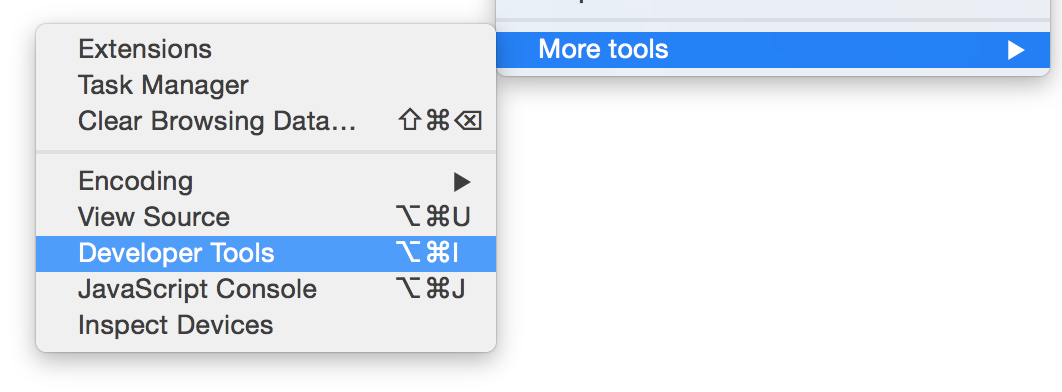 More tools ▶
Extensions
Task Manager
Clear Browsing Data... ⇧⌘⌫
Encoding ▶
View Source ⌥⌘U
Developer Tools ⌥⌘I
JavaScript Console ⌥⌘J
Inspect Devices